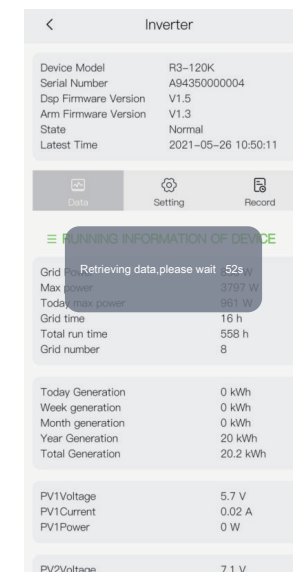 Inverter
Device Model R3-120K
Serial Number A94350000004
Dsp Firmware Version V1.5
Arm Firmware Version V1.3
State Normal
Latest Time 2021-05-26 10:50:11
Data Setting Record
RUNNING INFORMATION OF DEVICE
Retrieving data,please wait 52s
Grid W
Max power 3797 W
Today max power 961 W
Grid time 16 h
Total run time 558 h
Grid number 8
Today Generation 0 kWh
Week generation 0 kWh
Month generation 0 kWh
Year Generation 20 kWh
Total Generation 20.2 kWh
PV1Voltage 5.7 V
PV1Current 0.02 A
PV1Power 0 W
PV2Voltage 7.1 V